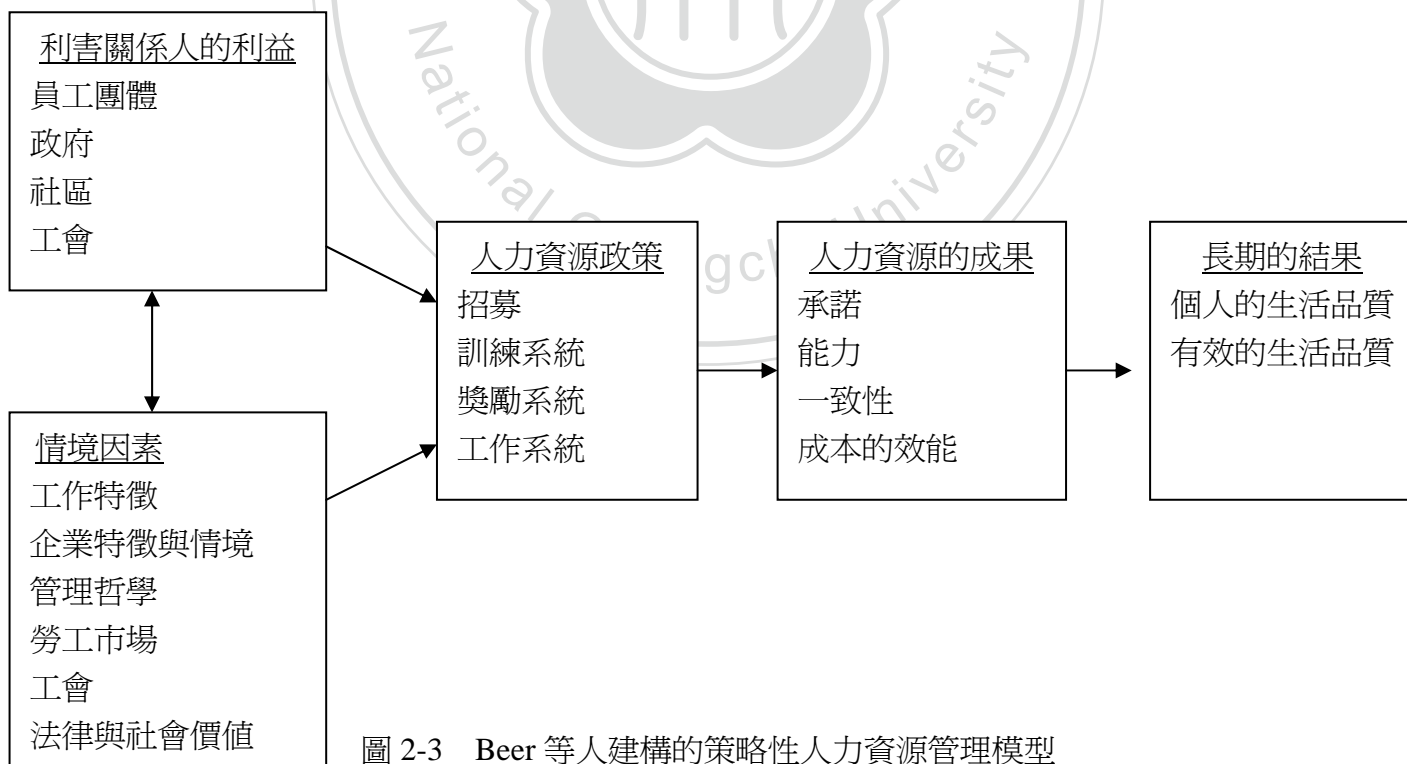 利害關係人的利益
員工團體
政府
社區
工會
情境因素
工作特徵
企業特徵與情境
管理哲學
勞工市場
工會
法律與社會價值
人力資源政策
招募
訓練系統
獎勵系統
工作系統
人力資源的成果
承諾
能力
一致性
成本的效能
長期的結果
個人的生活品質
有效的生活品質
圖 2-3 Beer 等人建構的策略性人力資源管理模型
National gc University